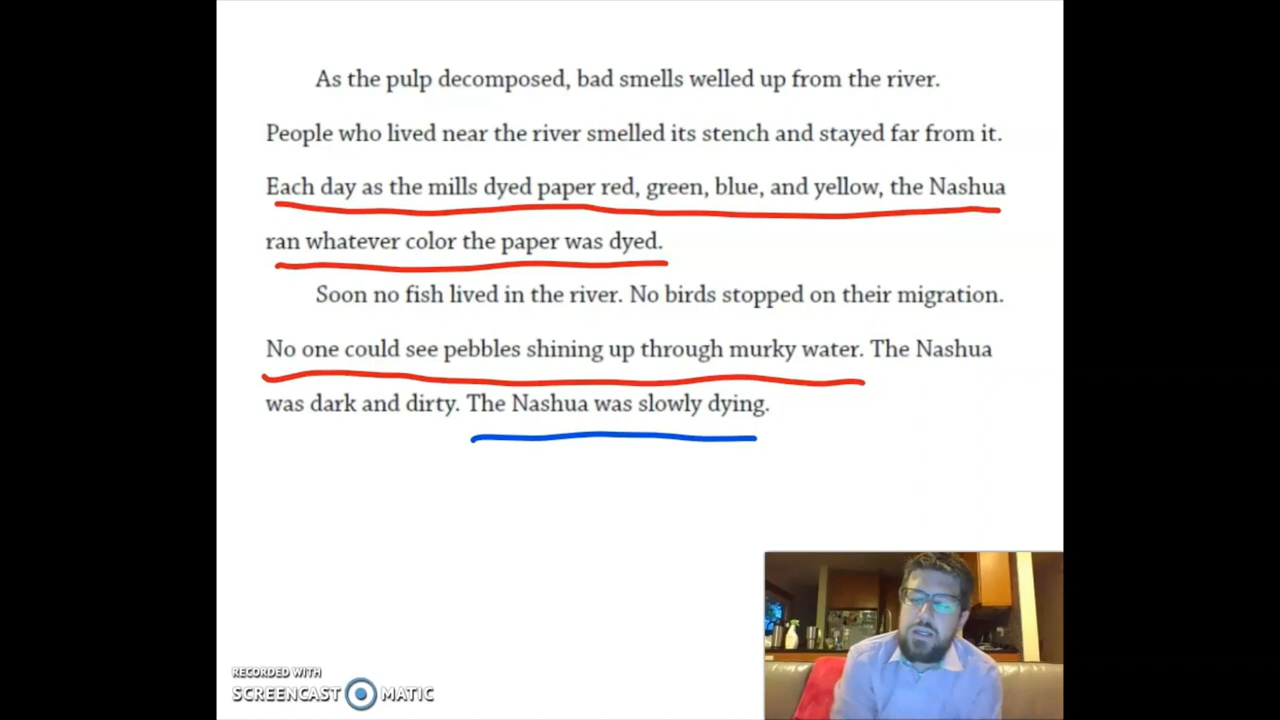 As the pulp decomposed, bad smells welled up from the river.
People who lived near the river smelled its stench and stayed far from it.
Each day as the mills dyed paper red, green, blue, and yellow, the Nashua
ran whatever color the paper was dyed.
Soon no fish lived in the river. No birds stopped on their migration.
No one could see pebbles shining up through murky water. The Nashua
was dark and dirty. The Nashua was slowly dying.
RECORDED WITH
SCREENCAST MATIC